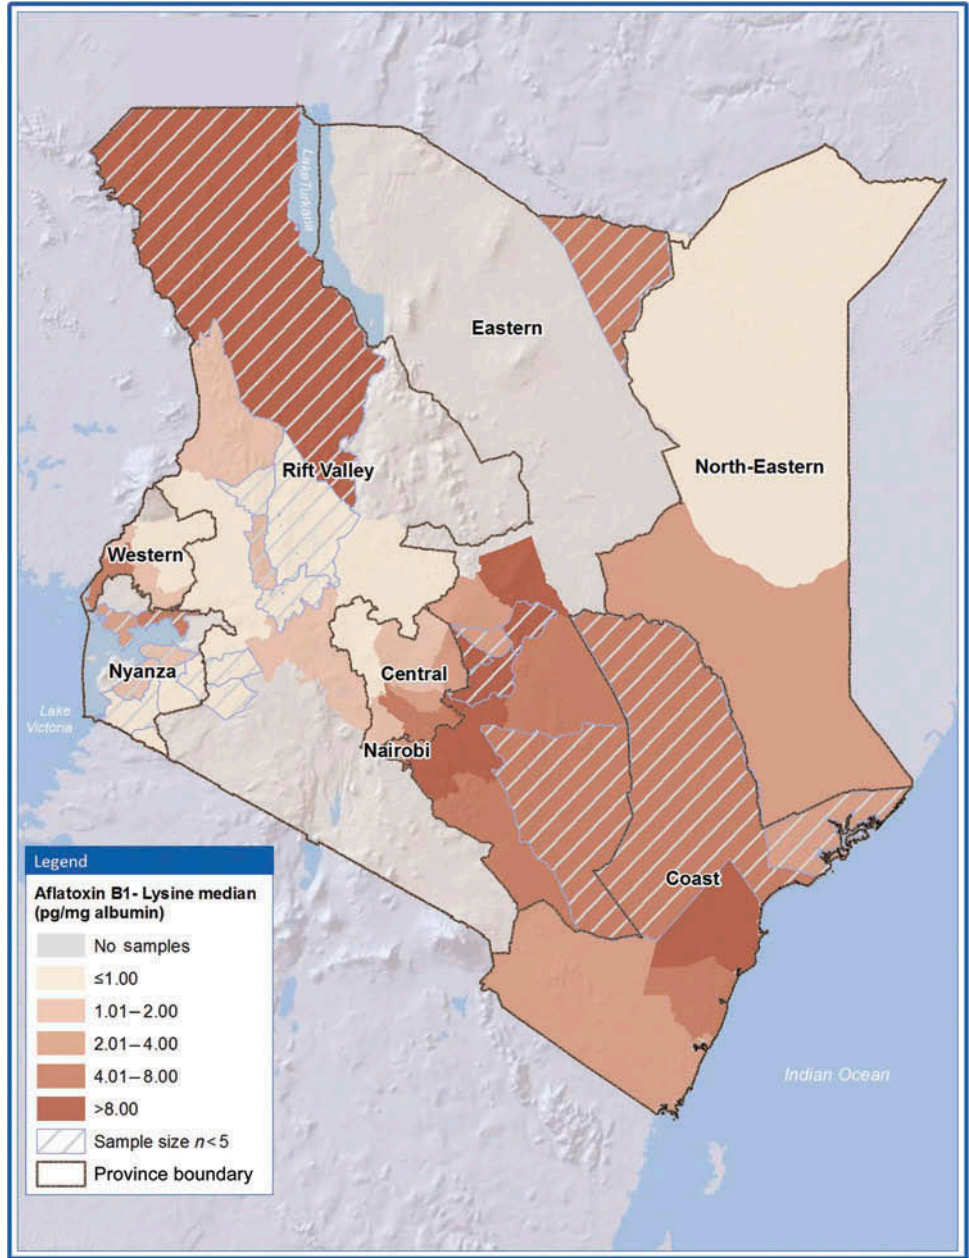 Lake Turkana
Eastern
Rift Valley
North-Eastern
Western
Nyanza
Central
Lake
Victoria
Nairobi
Coast
Indian Ocean
Legend
Aflatoxin B1- Lysine median
(pg/mg albumin)
No samples
≤1.00
1.01–2.00
2.01–4.00
4.01–8.00
>8.00
Sample size n<5
Province boundary